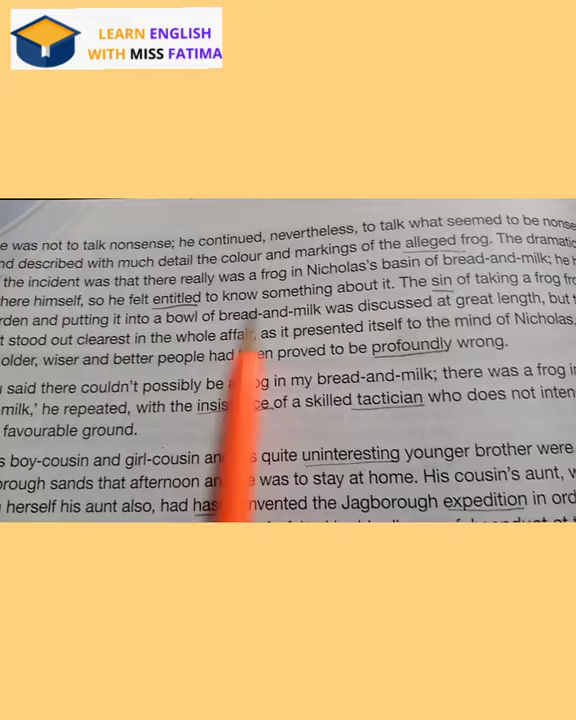 LEARN ENGLISH
WITH MISS FATIMA
e was not to talk nonsense; he continued, nevertheless, to talk what seemed to be nonse
nd described with much detail the colour and markings of the alleged frog. The dramatic
the incident was that there really was a frog in Nicholas's basin of bread-and-milk; he h
here himself, so he felt entitled to know something about it. The sin of taking a frog fr
rden and putting it into a bowl of bread-and-milk was discussed at great length, but t
t stood out clearest in the whole affair, as it presented itself to the mind of Nicholas,
older, wiser and better people had been proved to be profoundly wrong.
said there couldn't possibly be a frog in my bread-and-milk; there was a frog in
milk,' he repeated, with the insistence of a skilled tactician who does not inten
favourable ground.
s boy-cousin and girl-cousin an s quite uninteresting younger brother were
rough sands that afternoon an was to stay at home. His cousin's aunt, w
herself his aunt also, had has nvented the Jagborough expedition in ord